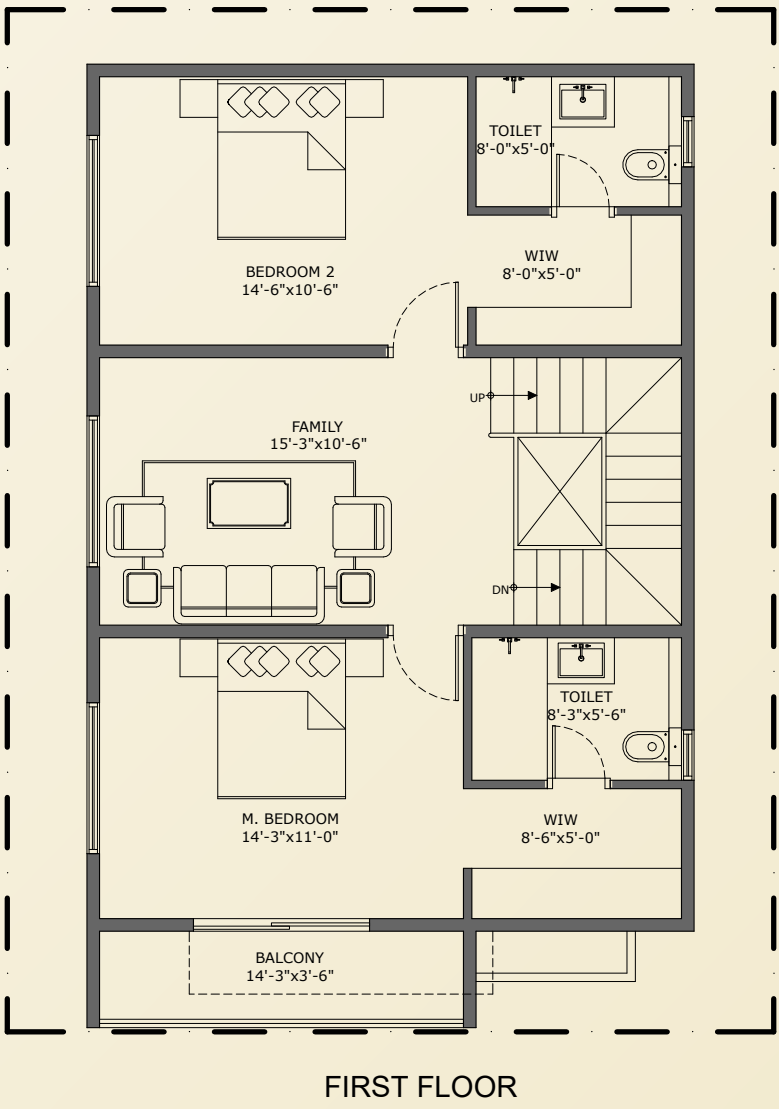 TOILET
8'-0"x5'-0"
WIW
8'-0"x5'-0"
BEDROOM 2
14'-6"x10'-6"
UP
FAMILY
15'-3"x10'-6"
DN
TOILET
8'-3"x5'-6"
M. BEDROOM
14'-3"x11'-0"
WIW
8'-6"x5'-0"
BALCONY
14'-3"x3'-6"
FIRST FLOOR